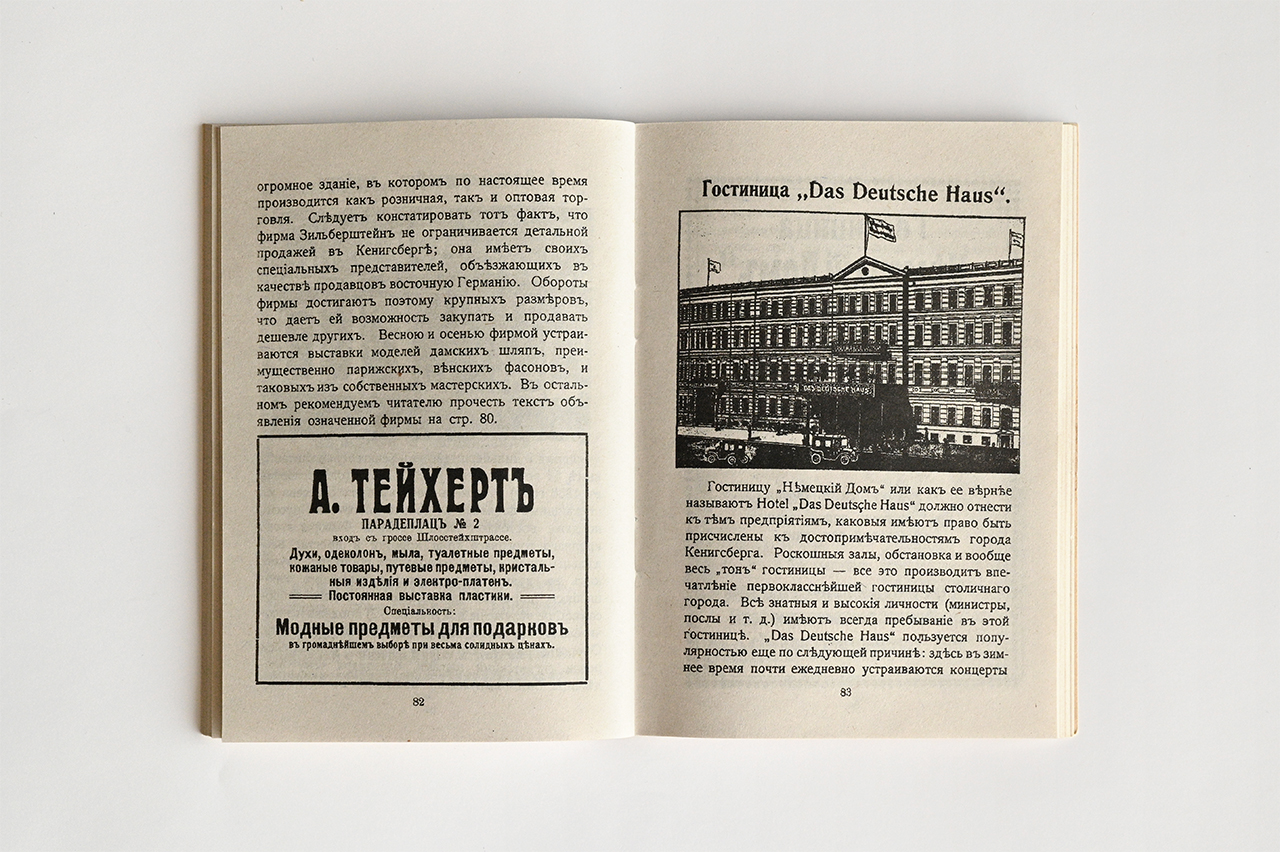 огромное зданіе, въ которомъ по настоящее время
производится какъ розничная, такъ и оптовая тор-
говля. Слѣдуетъ констатировать тотъ фактъ, что
фирма Зильберштейнъ не ограничивается детальной
продажей въ Кенигсбергѣ; она имѣетъ своихъ
спеціальныхъ представителей, объѣзжающихъ въ
качествѣ продавцовъ восточную Германію. Обороты
фирмы достигаютъ поэтому крупныхъ размѣровъ,
что даетъ ей возможность закупать и продавать
дешевле другихъ. Весною и осенью фирмой устраи-
ваются выставки моделей дамскихъ шляпъ, преи-
мущественно парижскихъ, вѣнскихъ фасоновъ, и
таковыхъ изъ собственныхъ мастерскихъ. Въ осталь-
номъ рекомендуемъ читателю прочесть текстъ объ-
явленія означенной фирмы на стр. 80.
А. ТЕЙХЕРТЪ
ПАРАДЕПЛАЦЪ № 2
входъ съ гроссе Шлосстейхштрассе.
Духи, одеколонъ, мыла, туалетные предметы,
кожаные товары, путевые предметы, кристаль-
ныя издѣлія и электро-платенъ.
Постоянная выставка пластики.
Спеціальность:
Модные предметы для подарковъ
въ громаднѣйшемъ выборѣ при весьма солидныхъ цѣнахъ.
82
Гостиница „Das Deutsche Haus“.
DAS DEUTSCHE HAUS
Гостиницу „Нѣмецкій Домъ“ или какъ ее вѣрнѣе
называютъ Hotel „Das Deutsche Haus“ должно отнести
къ тѣмъ предпріятіямъ, каковыя имѣютъ право быть
присчислены къ достопримѣчательностямъ города
Кенигсберга. Роскошныя залы, обстановка и вообще
весь „тонъ“ гостиницы — все это производитъ впе-
чатлѣніе первокласснѣйшей гостиницы столичнаго
города. Всѣ знатныя и высокія личности (министры,
послы и т. д.) имѣютъ всегда пребываніе въ этой
гостиницѣ. „Das Deutsche Haus“ пользуется попу-
лярностью еще по слѣдующей причинѣ: здѣсь въ зим-
нее время почти ежедневно устраиваются концерты
83